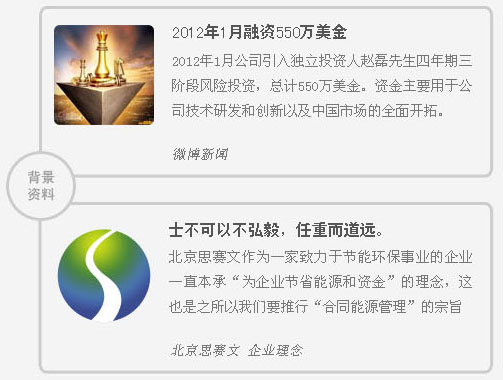 2012年1月融资550万美金
2012年1月公司引入独立投资人赵磊先生四年期三
阶段风险投资，总计550万美金。资金主要用于公
司技术研发和创新以及中国市场的全面开拓。
微博新闻
背景
资料
士不可以不弘毅，任重而道远。
北京思赛文作为一家致力于节能环保事业的企业
一直本承“为企业节省能源和资金”的理念，这
也是之所以我们要推行“合同能源管理”的宗旨
北京思赛文 企业理念